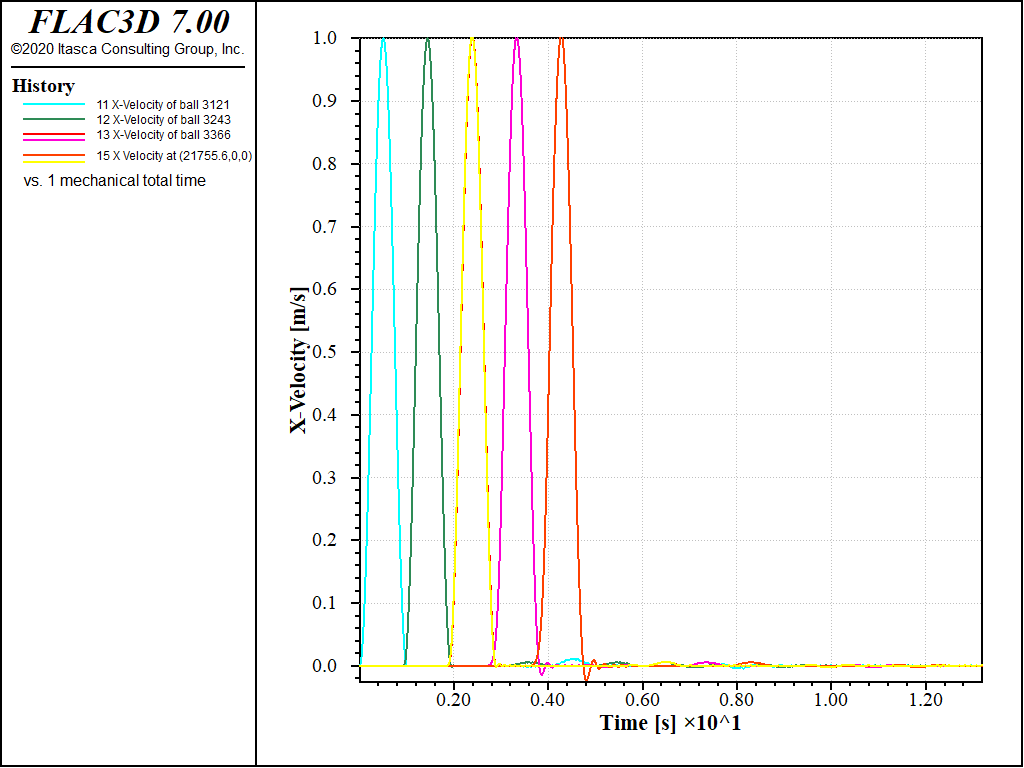 FLAC3D 7.00
©2020 Itasca Consulting Group, Inc.
History
11 X-Velocity of ball 3121
12 X-Velocity of ball 3243
13 X-Velocity of ball 3366
15 X Velocity at (21755.6,0,0)
vs. 1 mechanical total time
1.0
0.9
0.8
0.7
0.6
0.5
0.4
0.3
0.2
0.1
0.0
X-Velocity [m/s]
0.20 0.40 0.60 0.80 1.00 1.20
Time [s] ×10^1